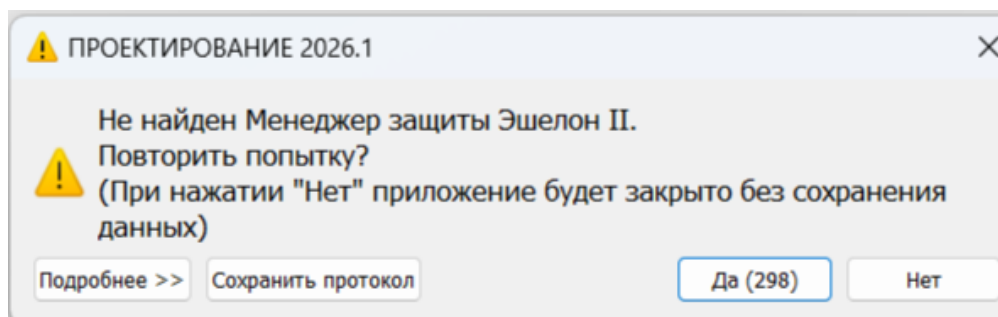 ПРОЕКТИРОВАНИЕ 2026.1
Не найден Менеджер защиты Эшелон II.
Повторить попытку?
(При нажатии "Нет" приложение будет закрыто без сохранения
данных)
Подробнее >> Сохранить протокол Да (298) Нет